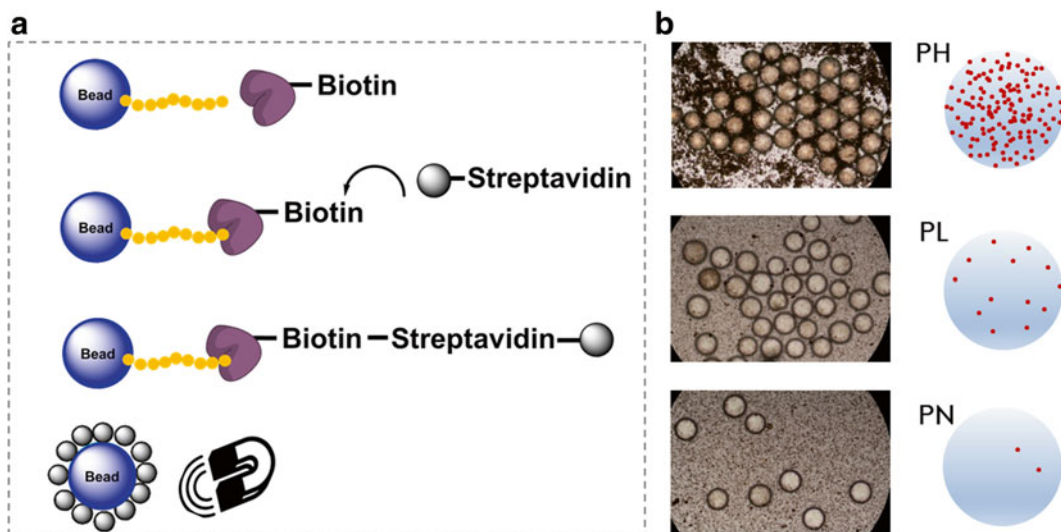 a
Bead
Biotin
Bead
Biotin
Streptavidin
Bead
Biotin
Streptavidin
Bead
b
PH
PL
PN